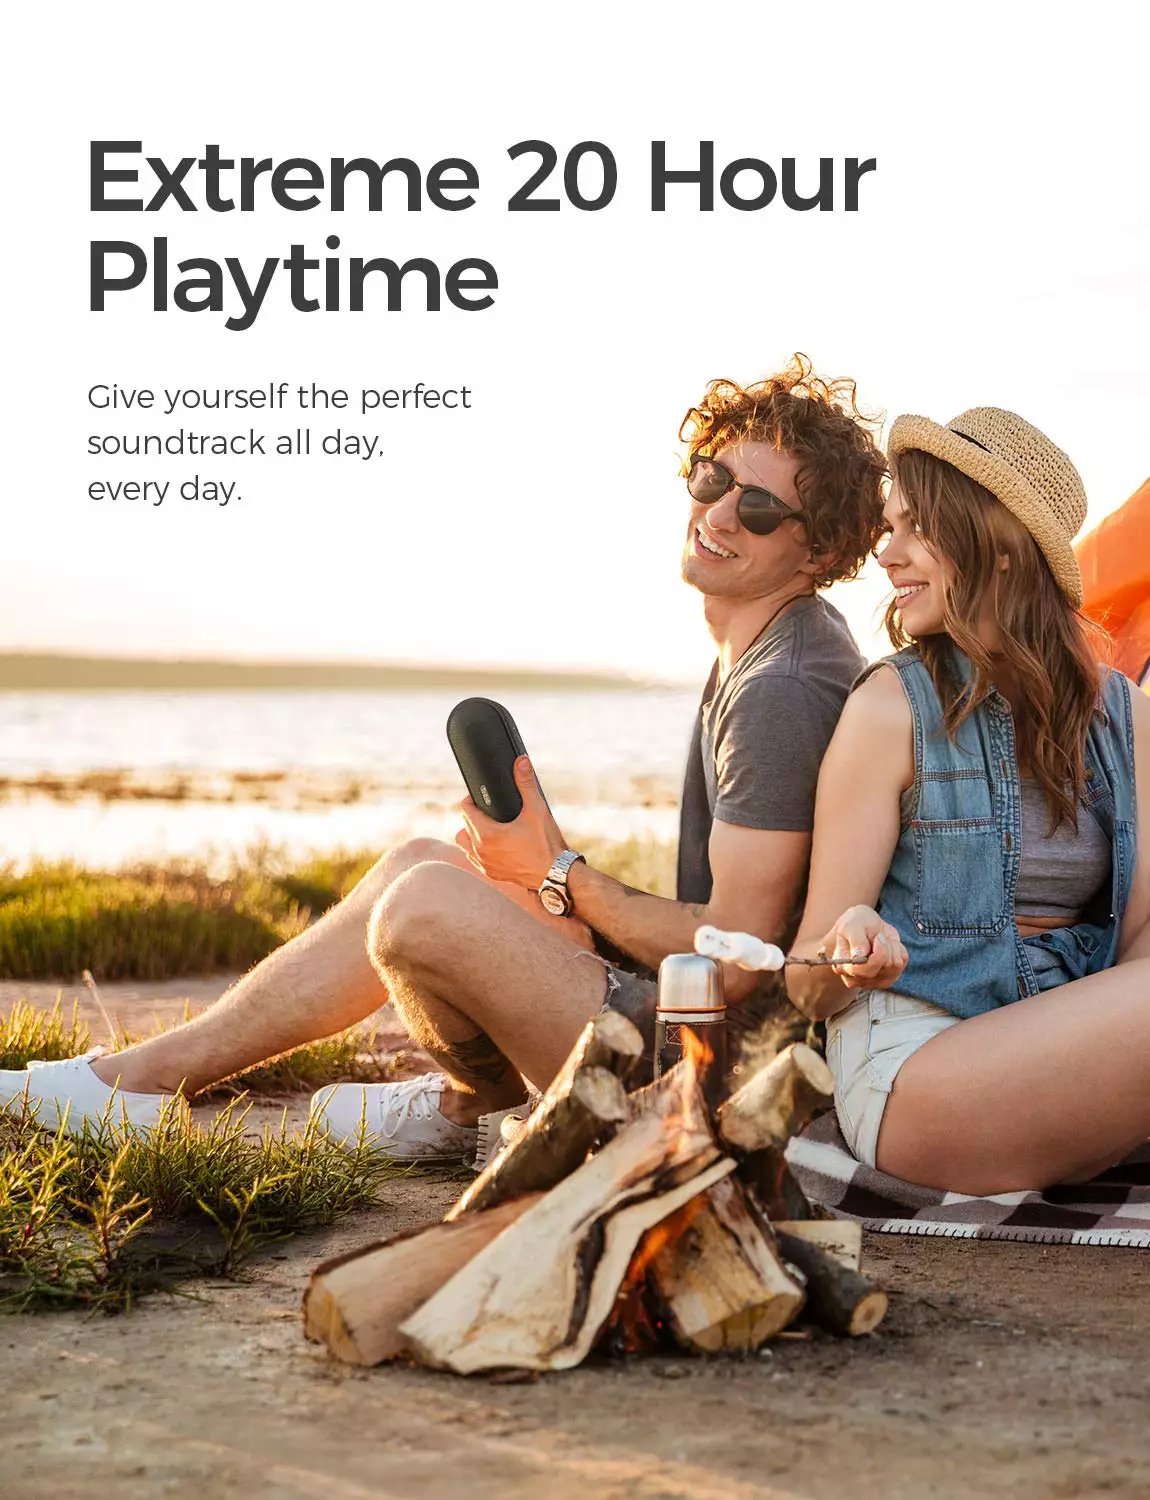 Extreme 20 Hour
Playtime
Give yourself the perfect
soundtrack all day,
every day.